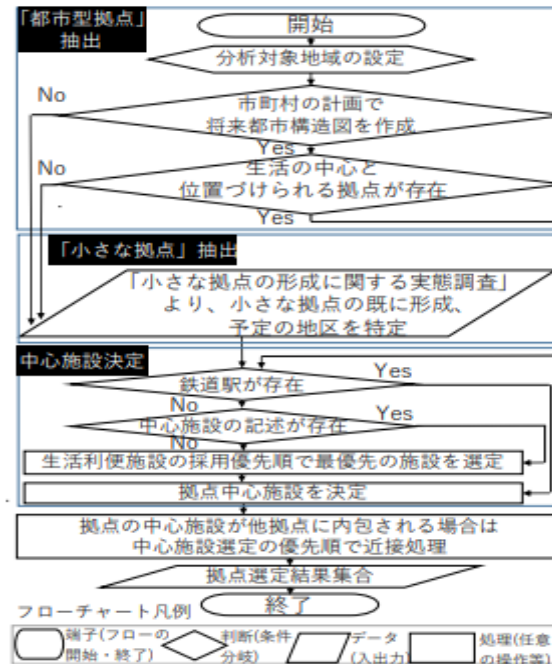 「都市型拠点」
抽出
開始
分析対象地域の設定
No
市町村の計画で
将来都市構造図を作成
Yes
No
生活の中心と
位置づけられる拠点が存在
Yes
「小さな拠点」抽出
「小さな拠点の形成に関する実態調査」
より、小さな拠点の既に形成、
予定の地区を特定
中心施設決定
鉄道駅が存在
Yes
No
中心施設の記述が存在
Yes
No
生活利便施設の採用優先順で最優先の施設を選定
拠点中心施設を決定
拠点の中心施設が他拠点に内包される場合は
中心施設選定の優先順で近接処理
拠点選定結果集合
終了
フローチャート凡例
端子(フローの
開始・終了)
判断(条件
分岐)
データ
(入出力)
処理(任意
の操作等)